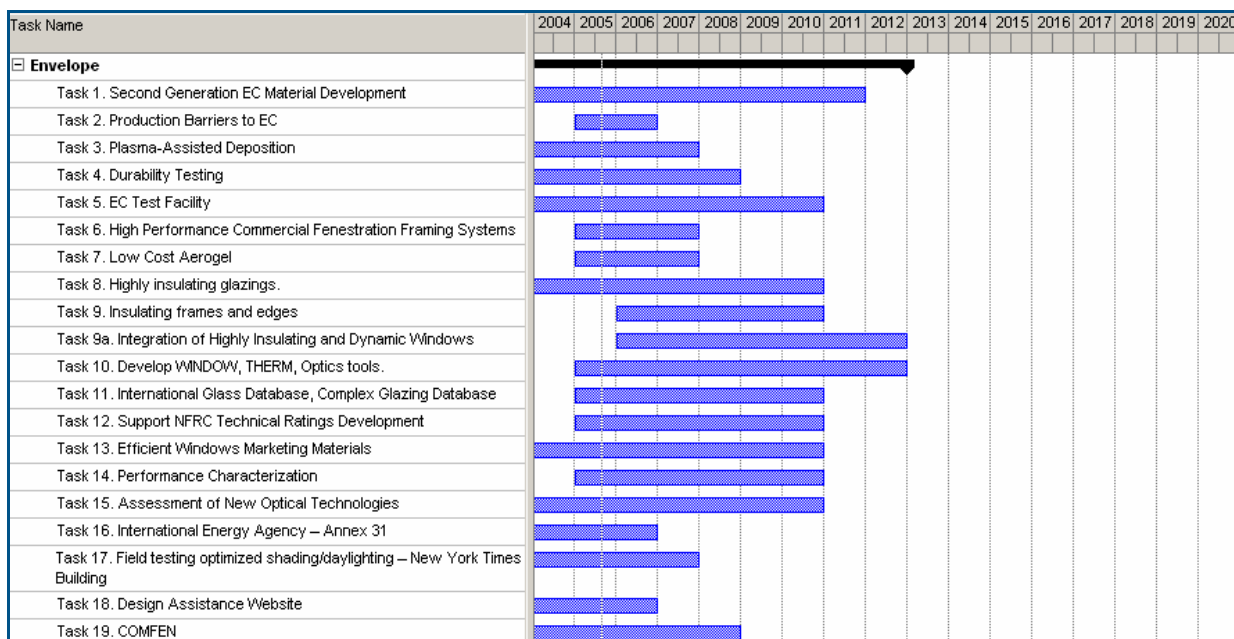 Task Name 2004 2005 2006 2007 2008 2009 2010 2011 2012 2013 2014 2015 2016 2017 2018 2019 2020
Envelope
Task 1. Second Generation EC Material Development
Task 2. Production Barriers to EC
Task 3. Plasma-Assisted Deposition
Task 4. Durability Testing
Task 5. EC Test Facility
Task 6. High Performance Commercial Fenestration Framing Systems
Task 7. Low Cost Aerogel
Task 8. Highly insulating glazings.
Task 9. Insulating frames and edges
Task 9a. Integration of Highly Insulating and Dynamic Windows
Task 10. Develop WINDOW, THERM, Optics tools.
Task 11. International Glass Database, Complex Glazing Database
Task 12. Support NFRC Technical Ratings Development
Task 13. Efficient Windows Marketing Materials
Task 14. Performance Characterization
Task 15. Assessment of New Optical Technologies
Task 16. International Energy Agency – Annex 31
Task 17. Field testing optimized shading/daylighting – New York Times
Building
Task 18. Design Assistance Website
Task 19. COMFEN